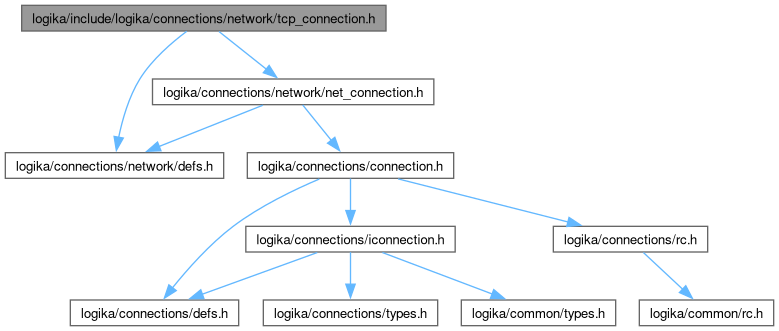 logika/include/logika/connections/network/tcp_connection.h
logika/connections/network/net_connection.h
logika/connections/network/defs.h
logika/connections/connection.h
logika/connections/iconnection.h
logika/connections/rc.h
logika/connections/defs.h
logika/connections/types.h
logika/common/types.h
logika/common/rc.h